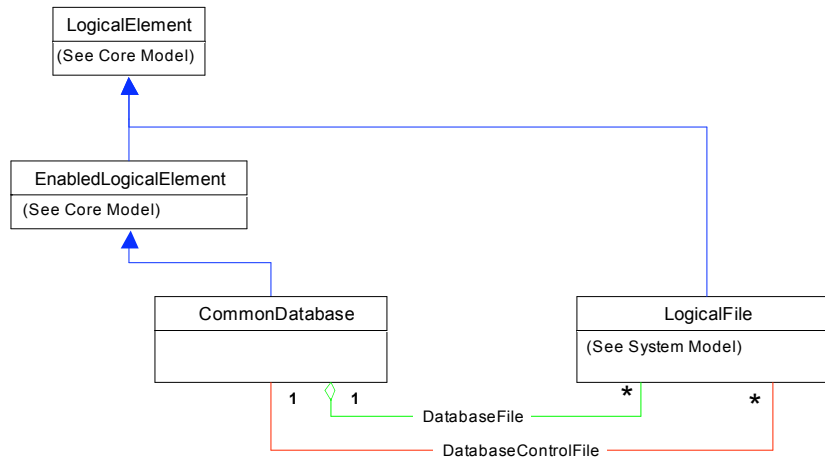 LogicalElement
(See Core Model)
EnabledLogicalElement
(See Core Model)
CommonDatabase
LogicalFile
(See System Model)
1
1
*
*
DatabaseFile
DatabaseControlFile